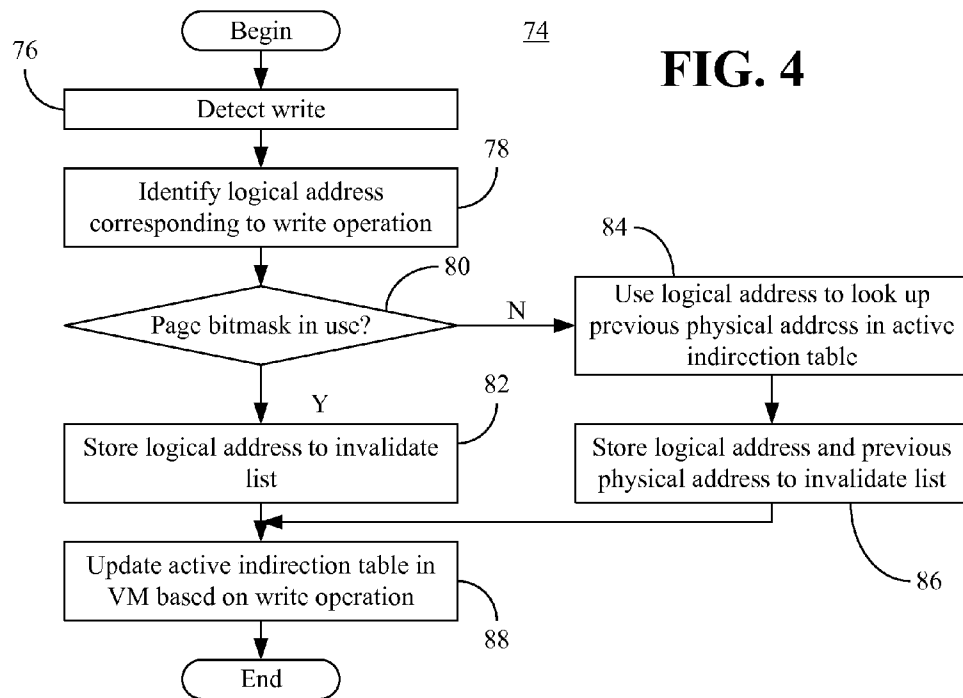 Begin
74
FIG. 4
76
Detect write
78
Identify logical address
corresponding to write operation
80
84
Page bitmask in use?
N
Use logical address to look up
previous physical address in active
indirection table
Y
82
Store logical address to invalidate
list
Store logical address and previous
physical address to invalidate list
Update active indirection table in
VM based on write operation
86
88
End